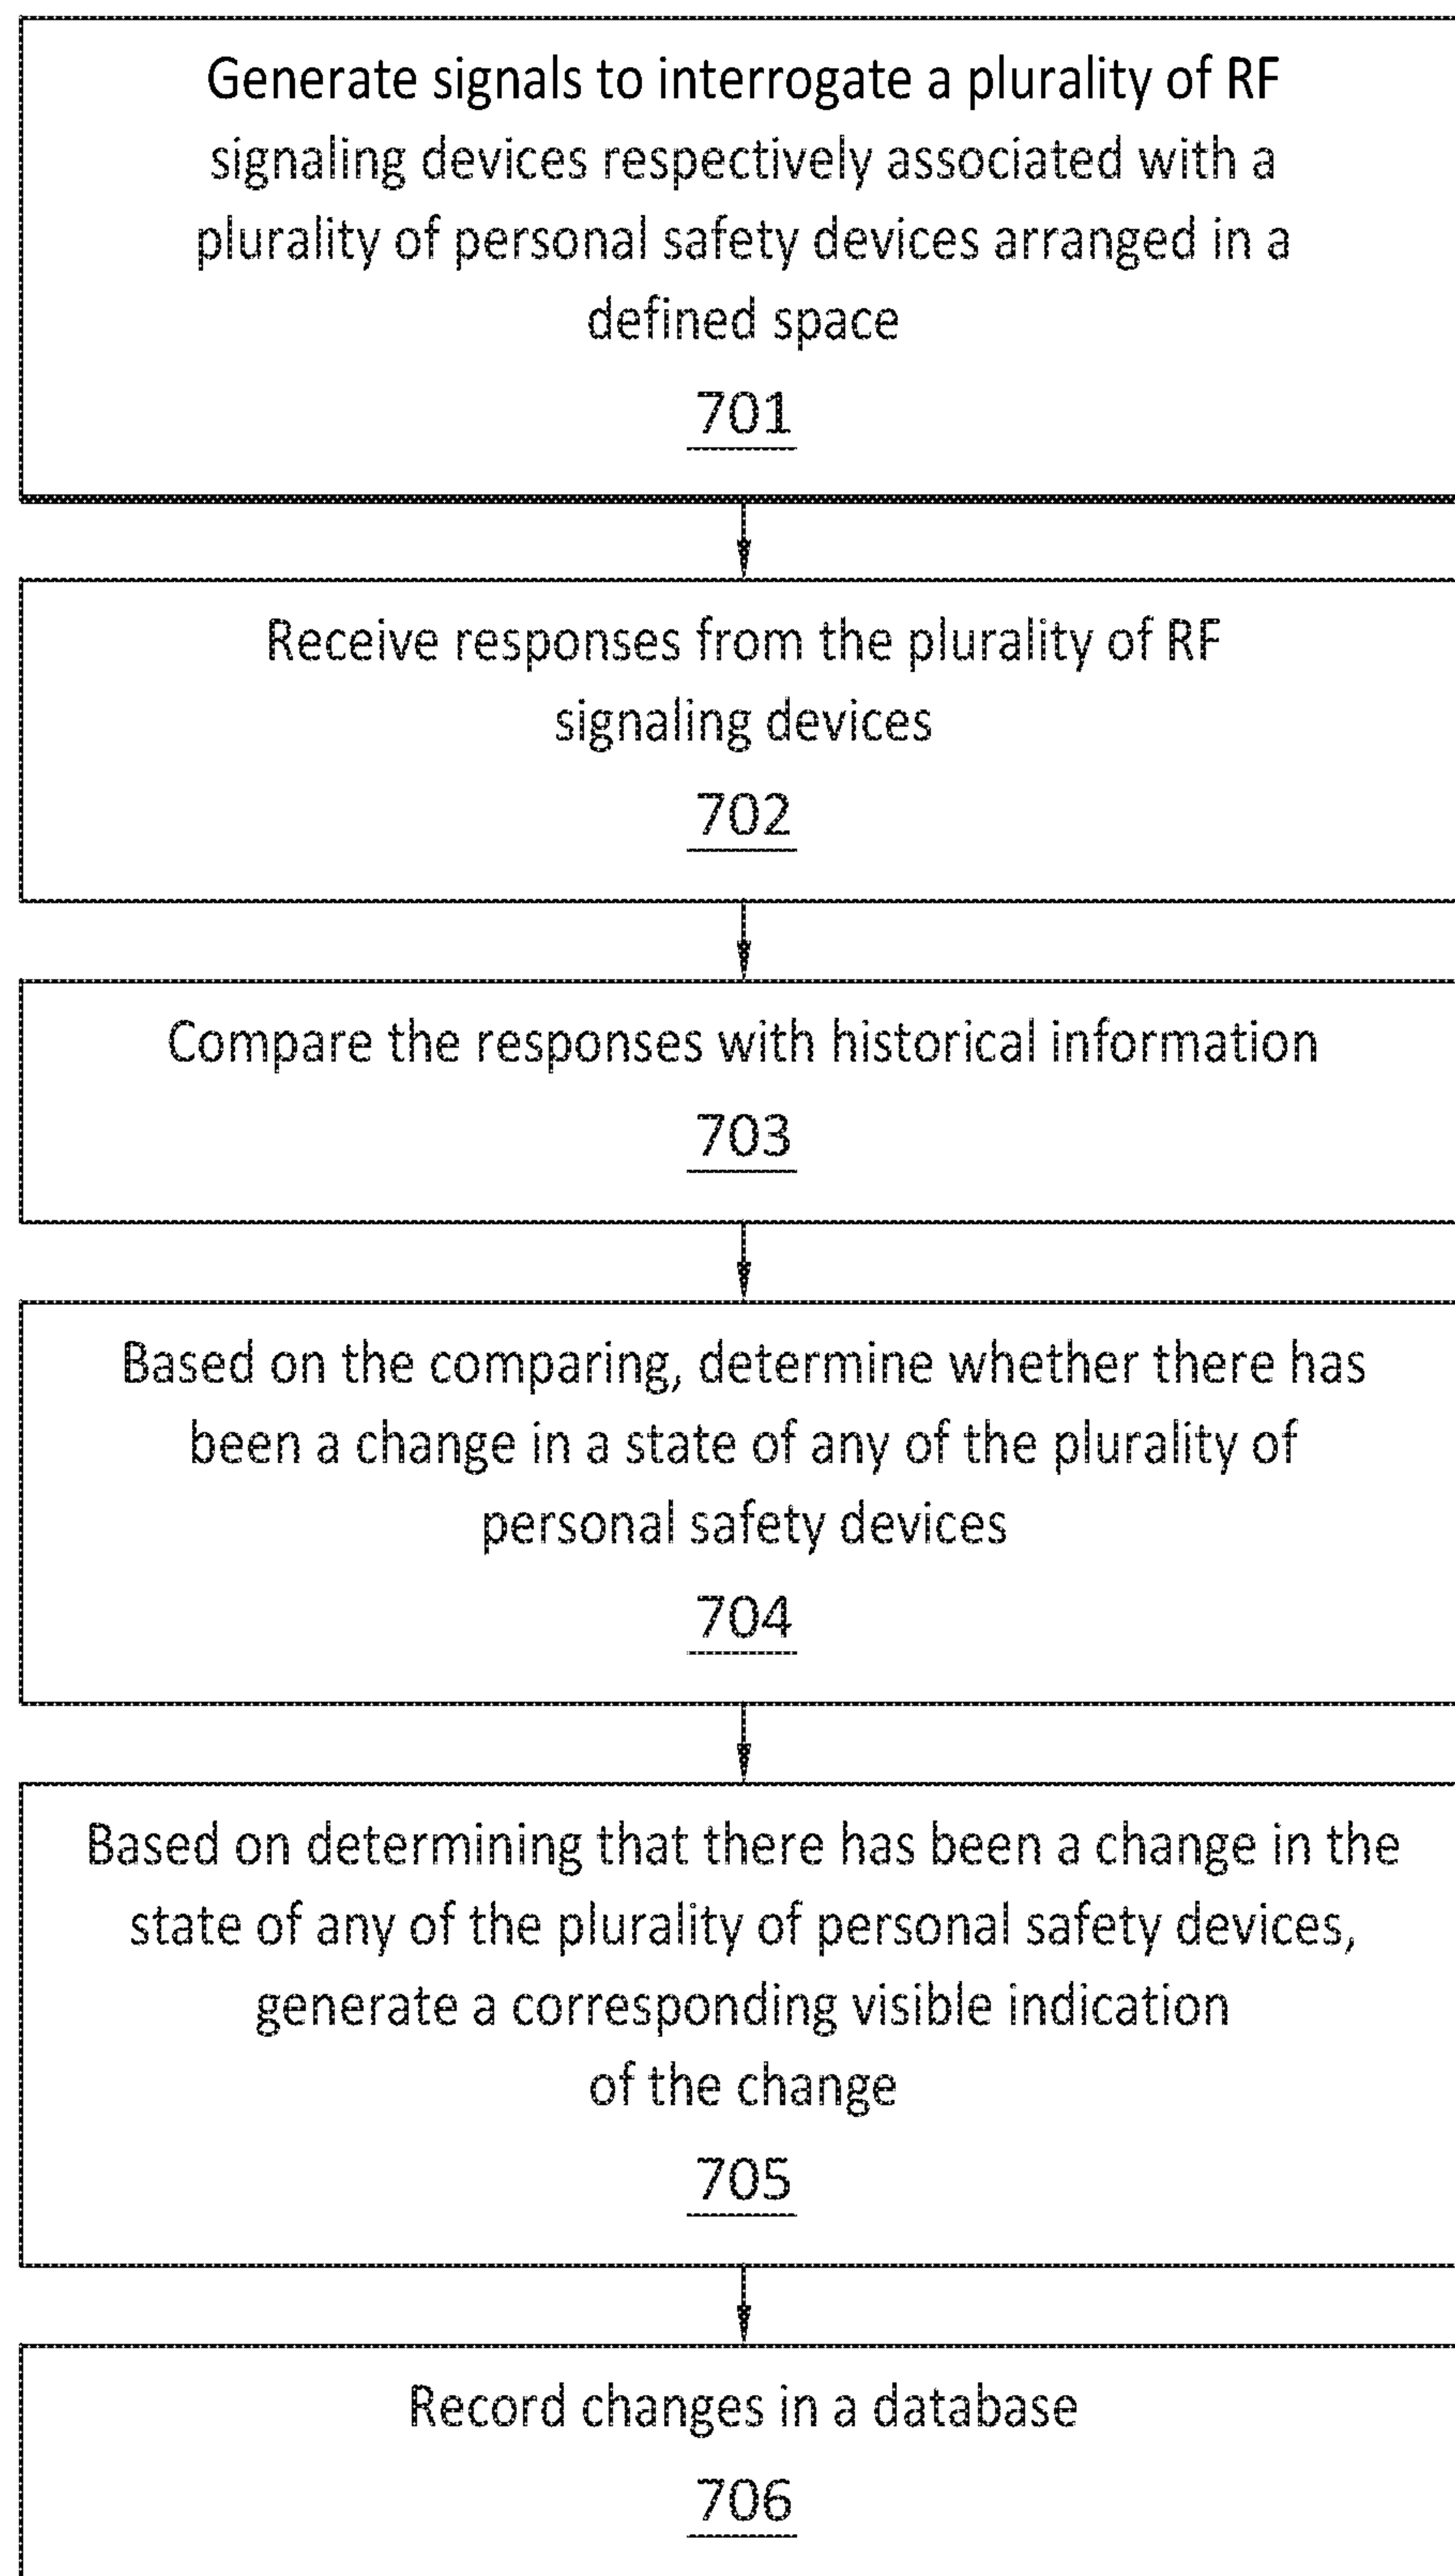 Generate signals to interrogate a plurality of RF
signaling devices respectively associated with a
plurality of personal safety devices arranged in a
defined space
701
Receive responses from the plurality of RF
signaling devices
702
Compare the responses with historical information
703
Based on the comparing, determine whether there has
been a change in a state of any of the plurality of
personal safety devices
704
Based on determining that there has been a change in the
state of any of the plurality of personal safety devices,
generate a corresponding visible indication
of the change
705
Record changes in a database
706